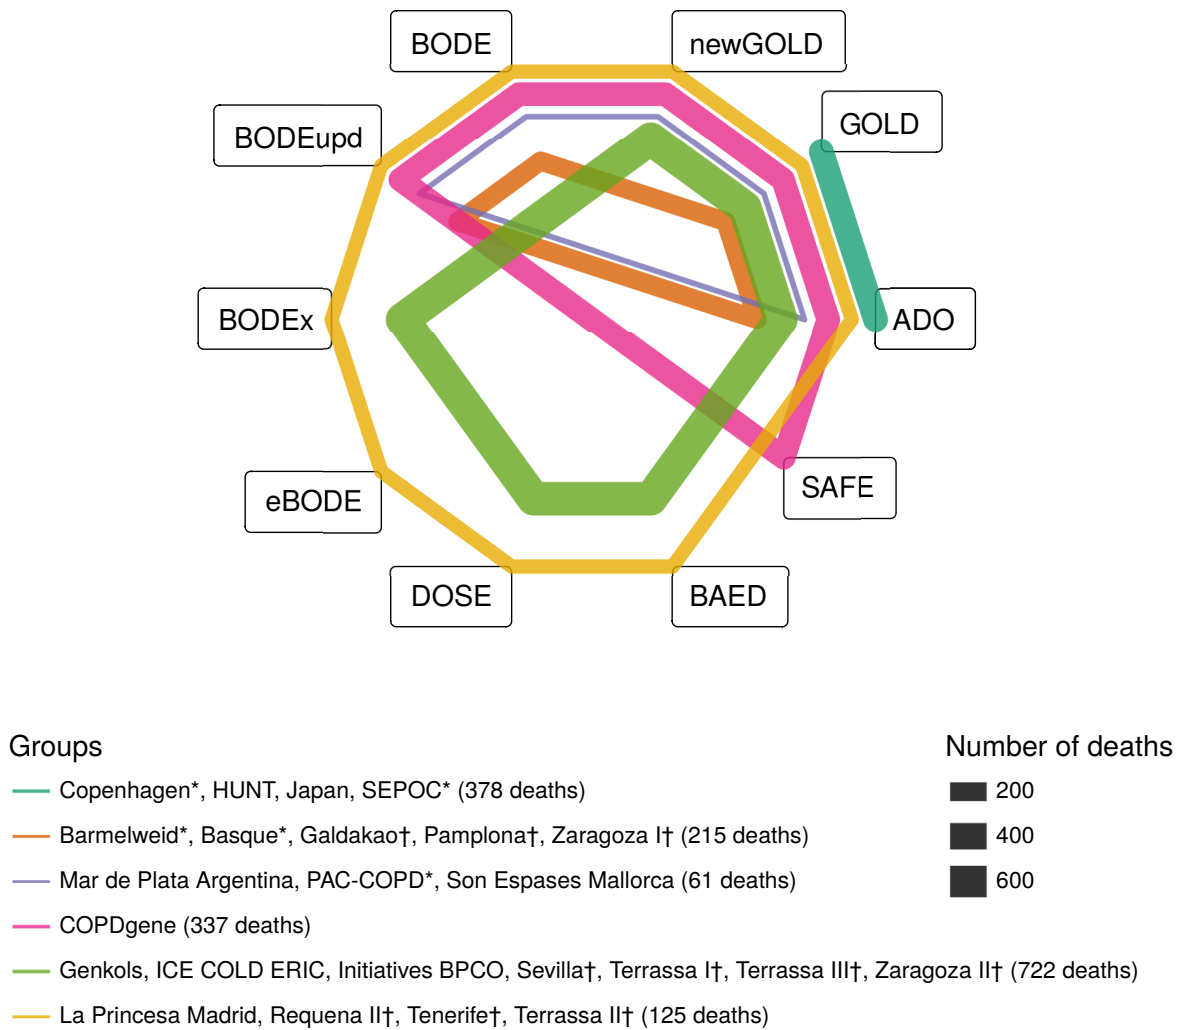 BODE
newGOLD
GOLD
BODEupd
BODEx
ADO
eBODE
SAFE
DOSE
BAED
Groups
Copenhagen*, HUNT, Japan, SEPOC* (378 deaths)
Barmelweid*, Basque*, Galdakao†, Pamplona†, Zaragoza I† (215 deaths)
Mar de Plata Argentina, PAC-COPD*, Son Espases Mallorca (61 deaths)
COPDgene (337 deaths)
Genkols, ICE COLD ERIC, Initiatives BPCO, Sevilla†, Terrassa I†, Terrassa III†, Zaragoza II† (722 deaths)
La Princesa Madrid, Requena II†, Tenerife†, Terrassa II† (125 deaths)
Number of deaths
200
400
600